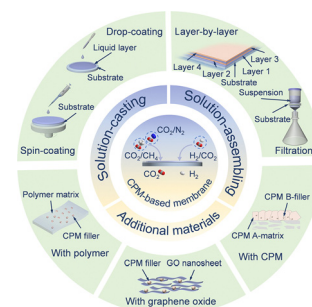 Drop-coating
Liquid layer
Substrate
Substrate
Spin-coating
Layer-by-layer
Layer 3
Layer 4
Layer 2
Layer 1
Substrate
Suspension
Substrate
Filtration
Solution-casting
Solution-assembling
Additional materials
CO₂/N₂
CO₂/CH₄
H₂/CO₂
CPM-based membrane
CO₂
H₂
Polymer matrix
CPM filler
With polymer
CPM filler
GO nanosheet
With graphene oxide
CPM B-filler
CPM A-matrix
With CPM